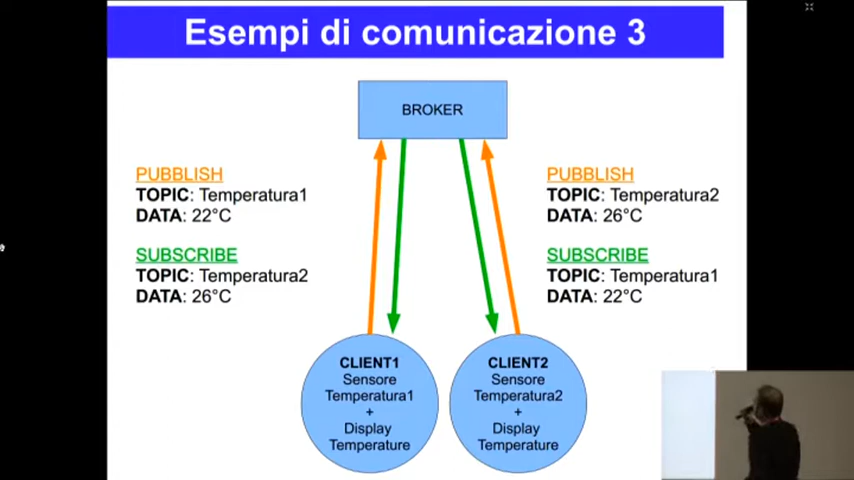 Esempi di comunicazione 3
BROKER
PUBBLISH
TOPIC: Temperatura1
DATA: 22°C
SUBSCRIBE
TOPIC: Temperatura2
DATA: 26°C
PUBBLISH
TOPIC: Temperatura2
DATA: 26°C
SUBSCRIBE
TOPIC: Temperatura1
DATA: 22°C
CLIENT1
Sensore
Temperatura1
+
Display
Temperature
CLIENT2
Sensore
Temperatura2
+
Display
Temperature